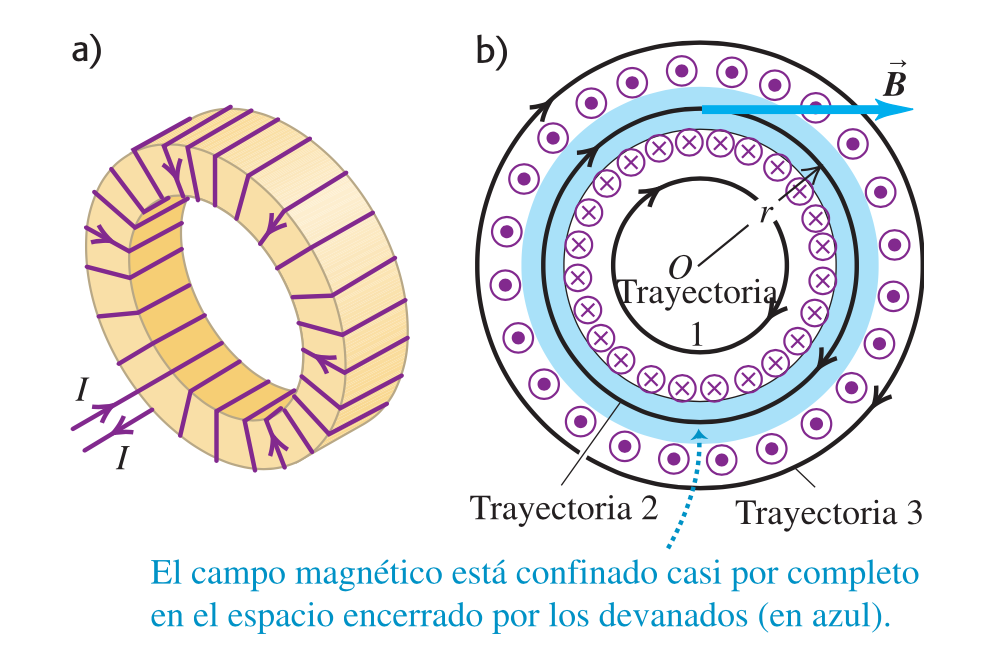 a)
I
I
b)
B
r
O
Trayectoria
1
Trayectoria 2
Trayectoria 3
El campo magnético está confinado casi por completo
en el espacio encerrado por los devanados (en azul).